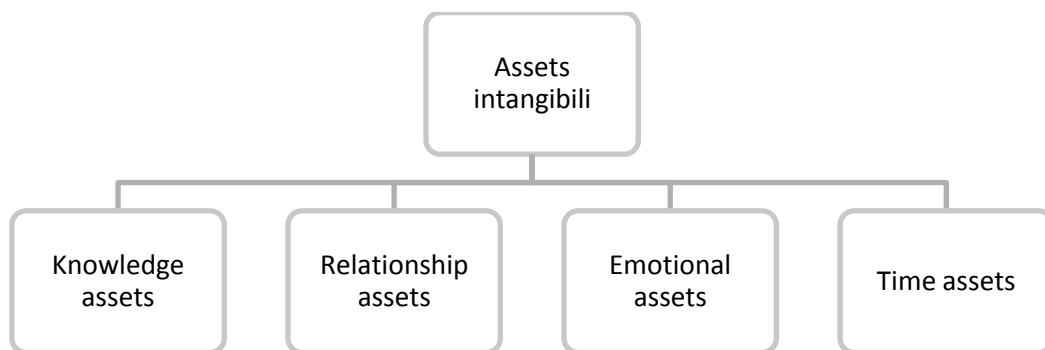 Assets
intangibili
Knowledge
assets
Relationship
assets
Emotional
assets
Time assets